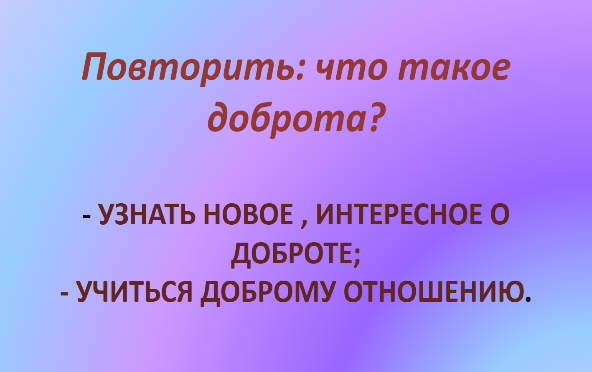 Повторить: что такое
доброта?
- УЗНАТЬ НОВОЕ , ИНТЕРЕСНОЕ О
ДОБРОТЕ;
- УЧИТЬСЯ ДОБРОМУ ОТНОШЕНИЮ.